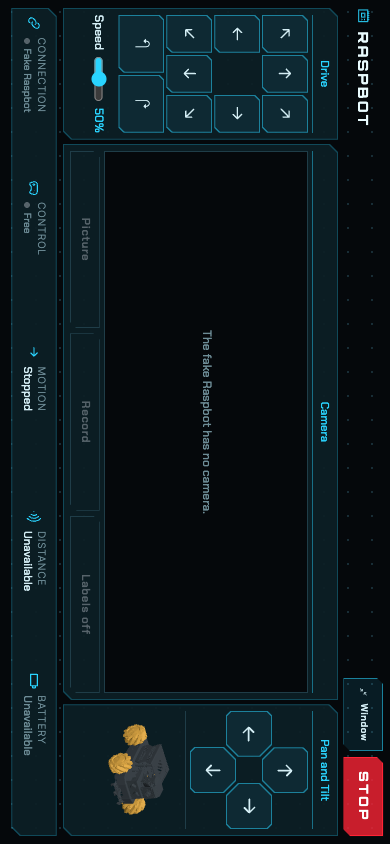 RASPBOT
Window
STOP
Drive
Speed
50%
Camera
The fake Raspbot has no camera.
Picture
Record
Labels off
Pan and Tilt
CONNECTION
Fake Raspbot
CONTROL
Free
MOTION
Stopped
DISTANCE
Unavailable
BATTERY
Unavailable